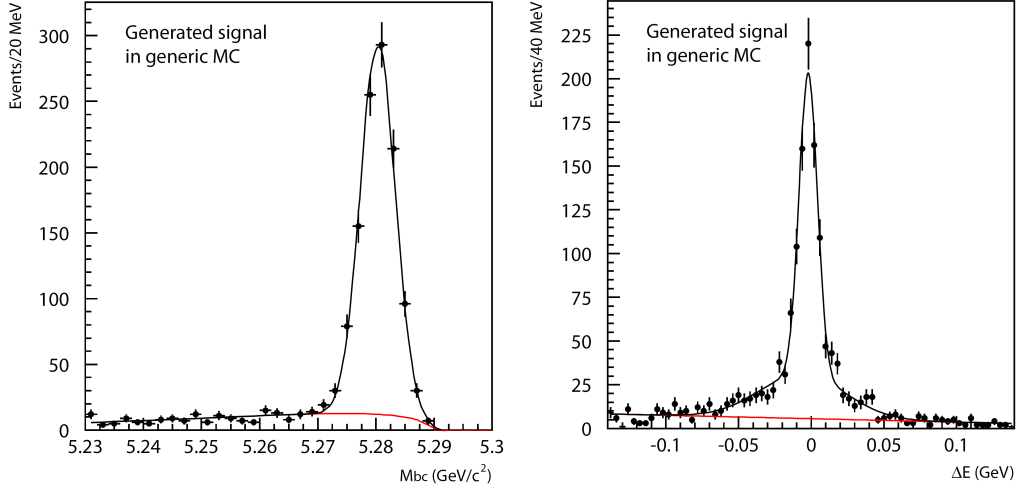 Events/20 MeV
300
250
200
150
100
50
0
Generated signal
in generic MC
5.23 5.24 5.25 5.26 5.27 5.28 5.29 5.3
Mbc (GeV/c²)
Events/40 MeV
225
200
175
150
125
100
75
50
25
0
Generated signal
in generic MC
-0.1 -0.05 0 0.05 0.1
ΔE (GeV)